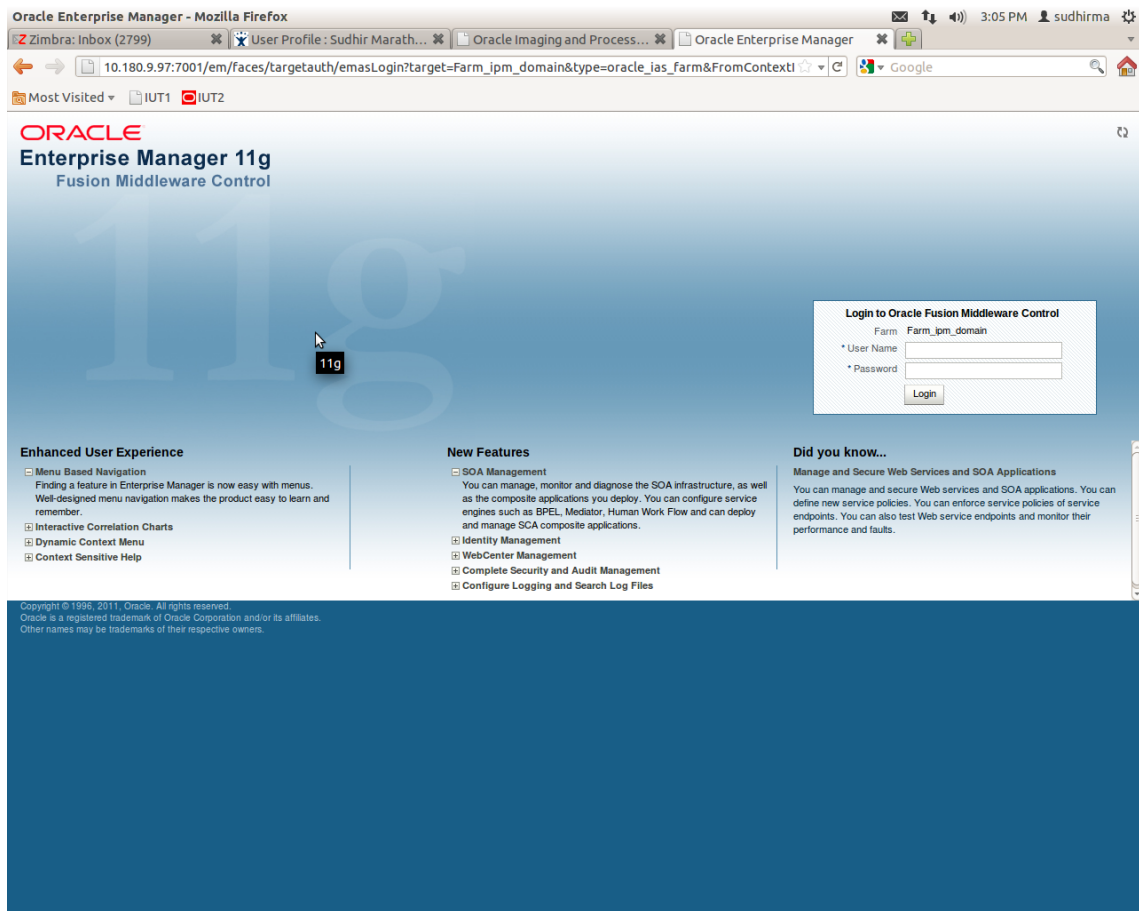 Oracle Enterprise Manager - Mozilla Firefox
3:05 PM sudhirma
Zimbra: Inbox (2799)
User Profile : Sudhir Marath...
Oracle Imaging and Process...
Oracle Enterprise Manager
10.180.9.97:7001/em/faces/targetauth/emasLogin?target=Farm_ipm_domain&type=oracle_ias_farm&FromContextI
Google
Most Visited
IUT1
IUT2
ORACLE
Enterprise Manager 11g
Fusion Middleware Control
11g
11g
Login to Oracle Fusion Middleware Control
Farm Farm_ipm_domain
* User Name
* Password
Login
Enhanced User Experience
Menu Based Navigation
Finding a feature in Enterprise Manager is now easy with menus.
Well-designed menu navigation makes the product easy to learn and
remember.
Interactive Correlation Charts
Dynamic Context Menu
Context Sensitive Help
New Features
SOA Management
You can manage, monitor and diagnose the SOA infrastructure, as well
as the composite applications you deploy. You can configure service
engines such as BPEL, Mediator, Human Work Flow and can deploy
and manage SCA composite applications.
Identity Management
WebCenter Management
Complete Security and Audit Management
Configure Logging and Search Log Files
Did you know...
Manage and Secure Web Services and SOA Applications
You can manage and secure Web services and SOA applications. You can
define new service policies. You can enforce service policies of service
endpoints. You can also test Web service endpoints and monitor their
performance and faults.
Copyright © 1996, 2011, Oracle. All rights reserved.
Oracle is a registered trademark of Oracle Corporation and/or its affiliates.
Other names may be trademarks of their respective owners.